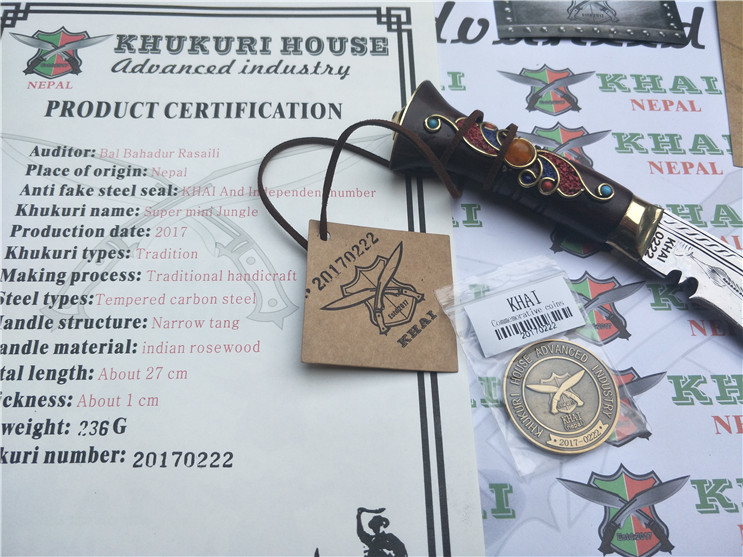 KHUKURI HOUSE
Advanced industry
NEPAL
PRODUCT CERTIFICATION
Auditor: Bal Bahadur Rasaili
Place of origin: Nepal
Anti fake steel seal: KHAI And Independent number
Khukuri name: Super mini Jungle
Production date: 2017
Khukuri types: Tradition
Making process: Traditional handicraft
Steel types: Tempered carbon steel
andle structure: Narrow tang
andle material: indian rosewood
tal length: About 27 cm
ickness: About 1 cm
weight: 236 G
kuri number: 20170222
20170222
KHAI
KHAI
Commemorative coins
20170222
KHUKURI HOUSE ADVANCED INDUSTRY
KHAI
2017-0222
KHAI
0222
KHAI
NEPAL
KHAI
NEPAL
KHAI
NEPAL
KHAI